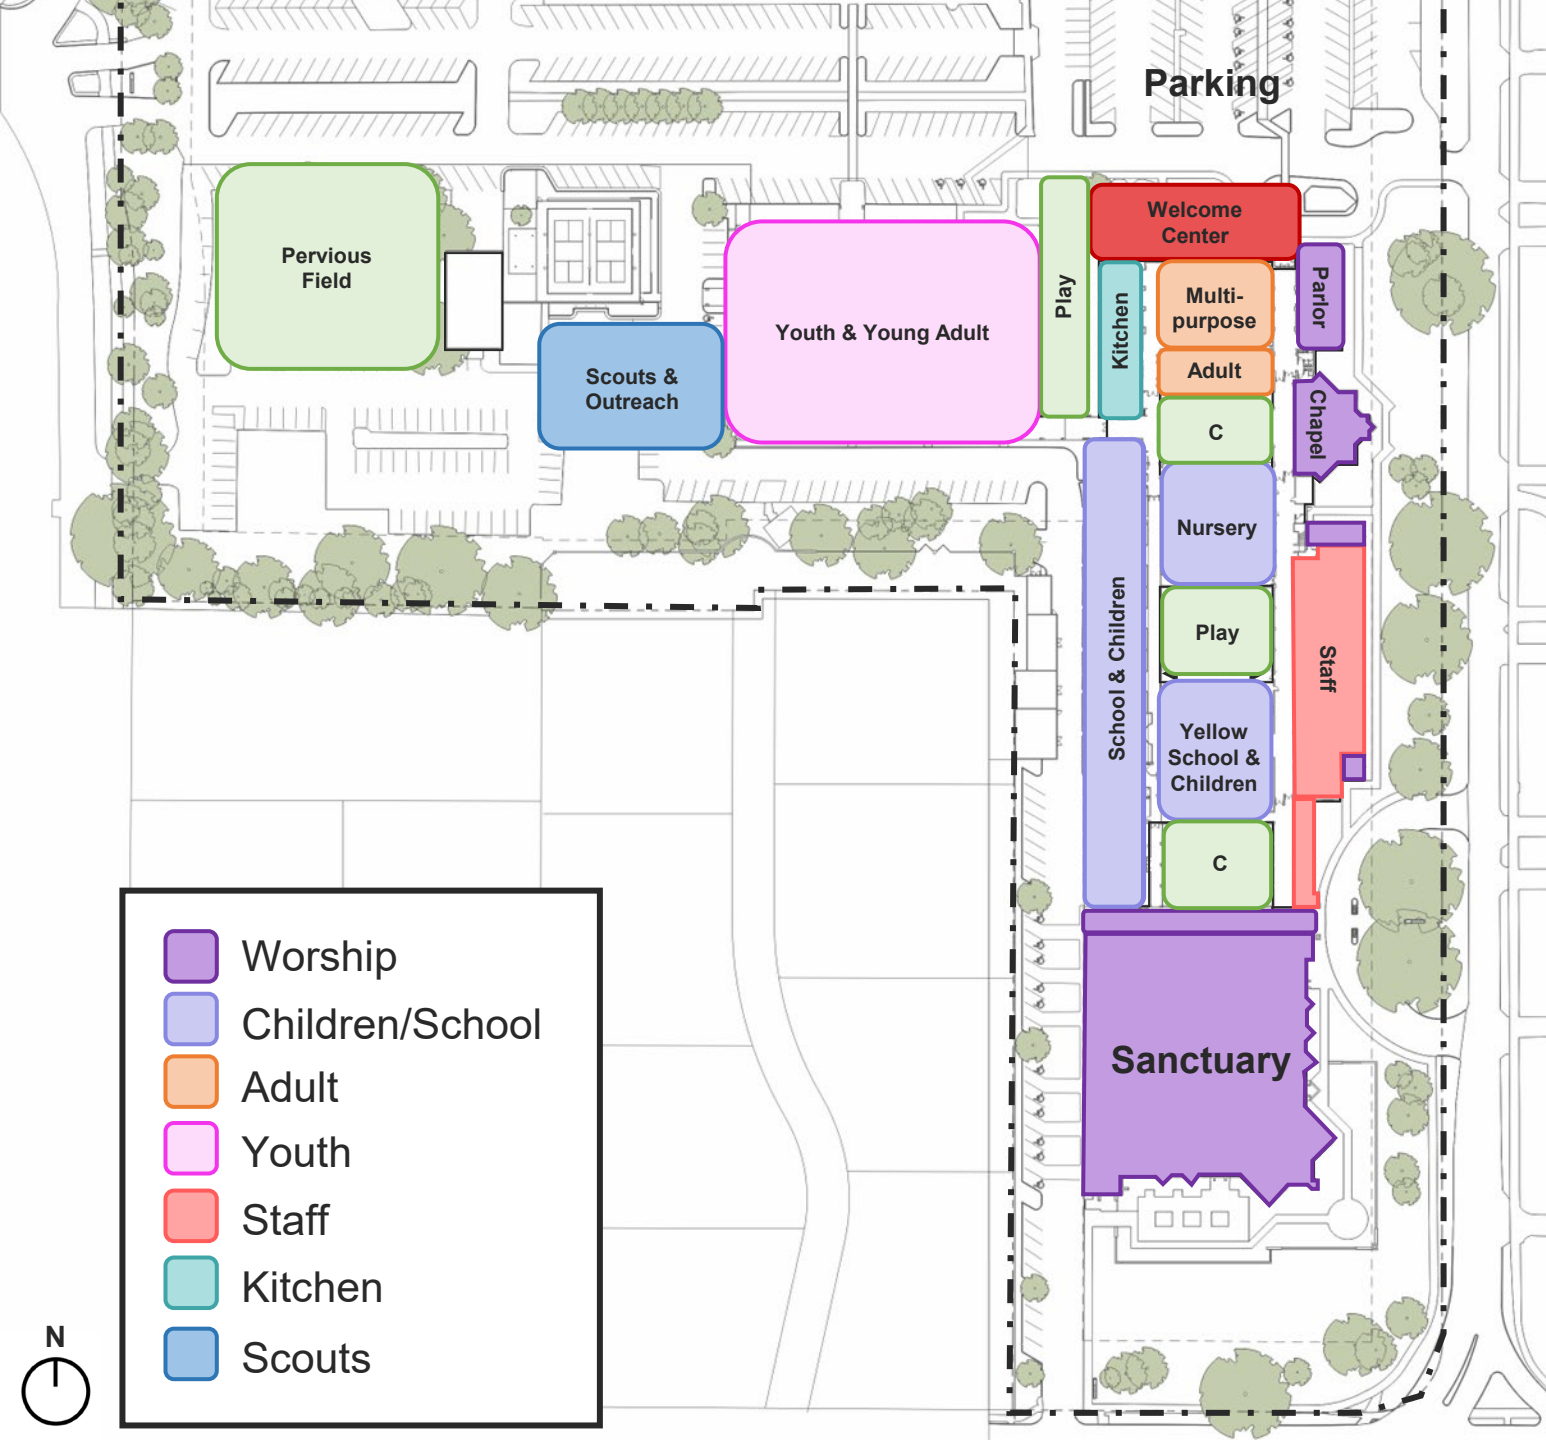 Parking
Pervious
Field
Scouts &
Outreach
Youth & Young Adult
Play
Welcome
Center
Kitchen
Multi-
purpose
Parlor
Adult
Chapel
C
Nursery
School & Children
Play
Staff
Yellow
School &
Children
C
Sanctuary
Worship
Children/School
Adult
Youth
Staff
Kitchen
Scouts
N